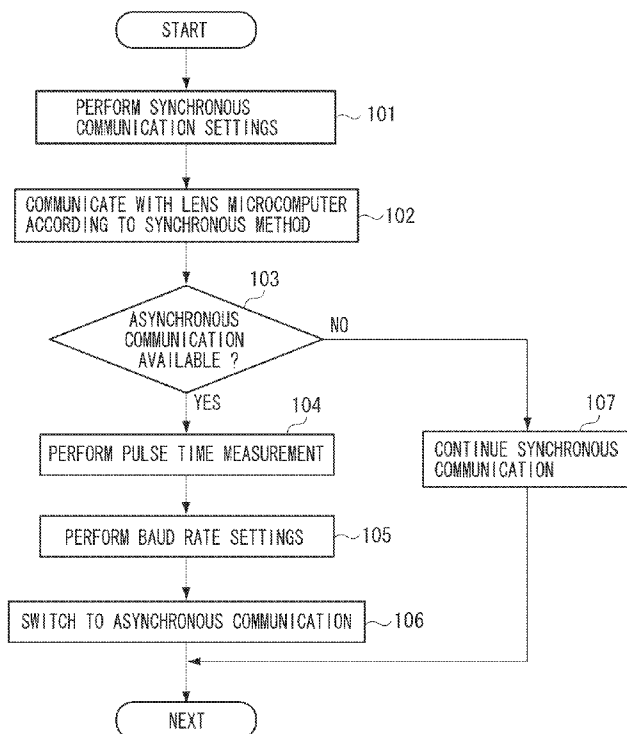 START
PERFORM SYNCHRONOUS
COMMUNICATION SETTINGS
101
COMMUNICATE WITH LENS MICROCOMPUTER
ACCORDING TO SYNCHRONOUS METHOD
102
103
ASYNCHRONOUS
COMMUNICATION
AVAILABLE ?
NO
YES
104
PERFORM PULSE TIME MEASUREMENT
107
CONTINUE SYNCHRONOUS
COMMUNICATION
PERFORM BAUD RATE SETTINGS
105
SWITCH TO ASYNCHRONOUS COMMUNICATION
106
NEXT